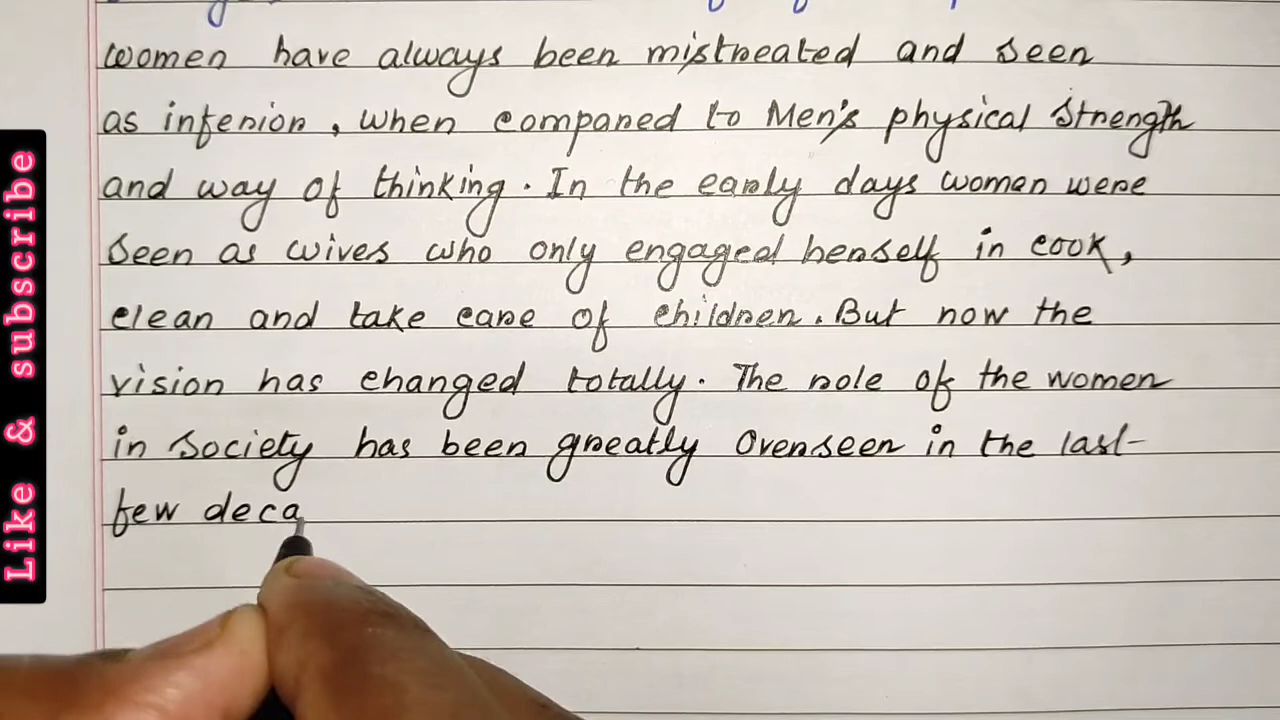 women have always been mistreated and seen
as inferior, when compared to Men's physical strength
and way of thinking. In the early days women were
seen as wives who only engaged herself in cook,
clean and take care of children. But now the
vision has changed totally. The role of the women
in society has been greatly Overseen in the last
few deca
Like & subscribe